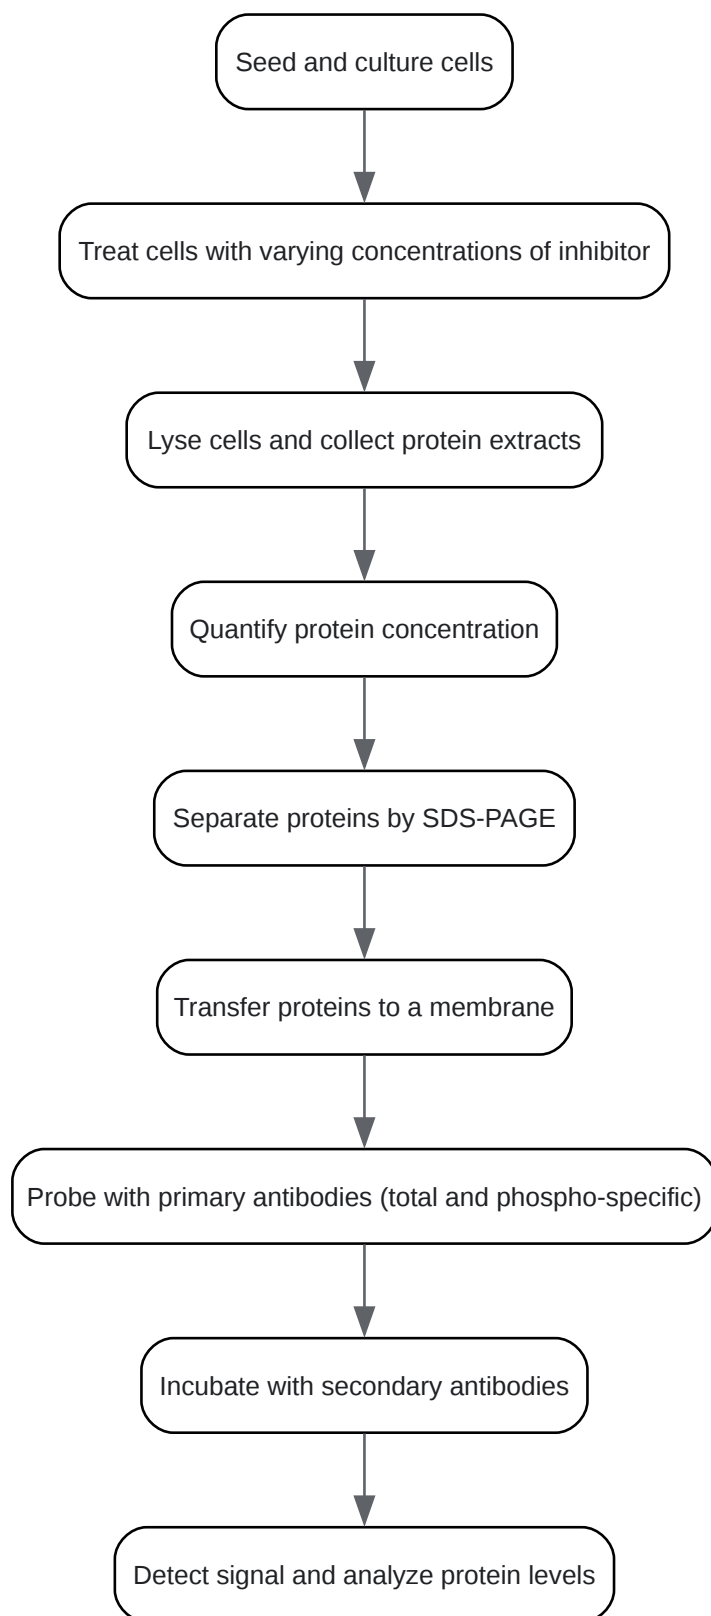 Seed and culture cells
Treat cells with varying concentrations of inhibitor
Lyse cells and collect protein extracts
Quantify protein concentration
Separate proteins by SDS-PAGE
Transfer proteins to a membrane
Probe with primary antibodies (total and phospho-specific)
Incubate with secondary antibodies
Detect signal and analyze protein levels